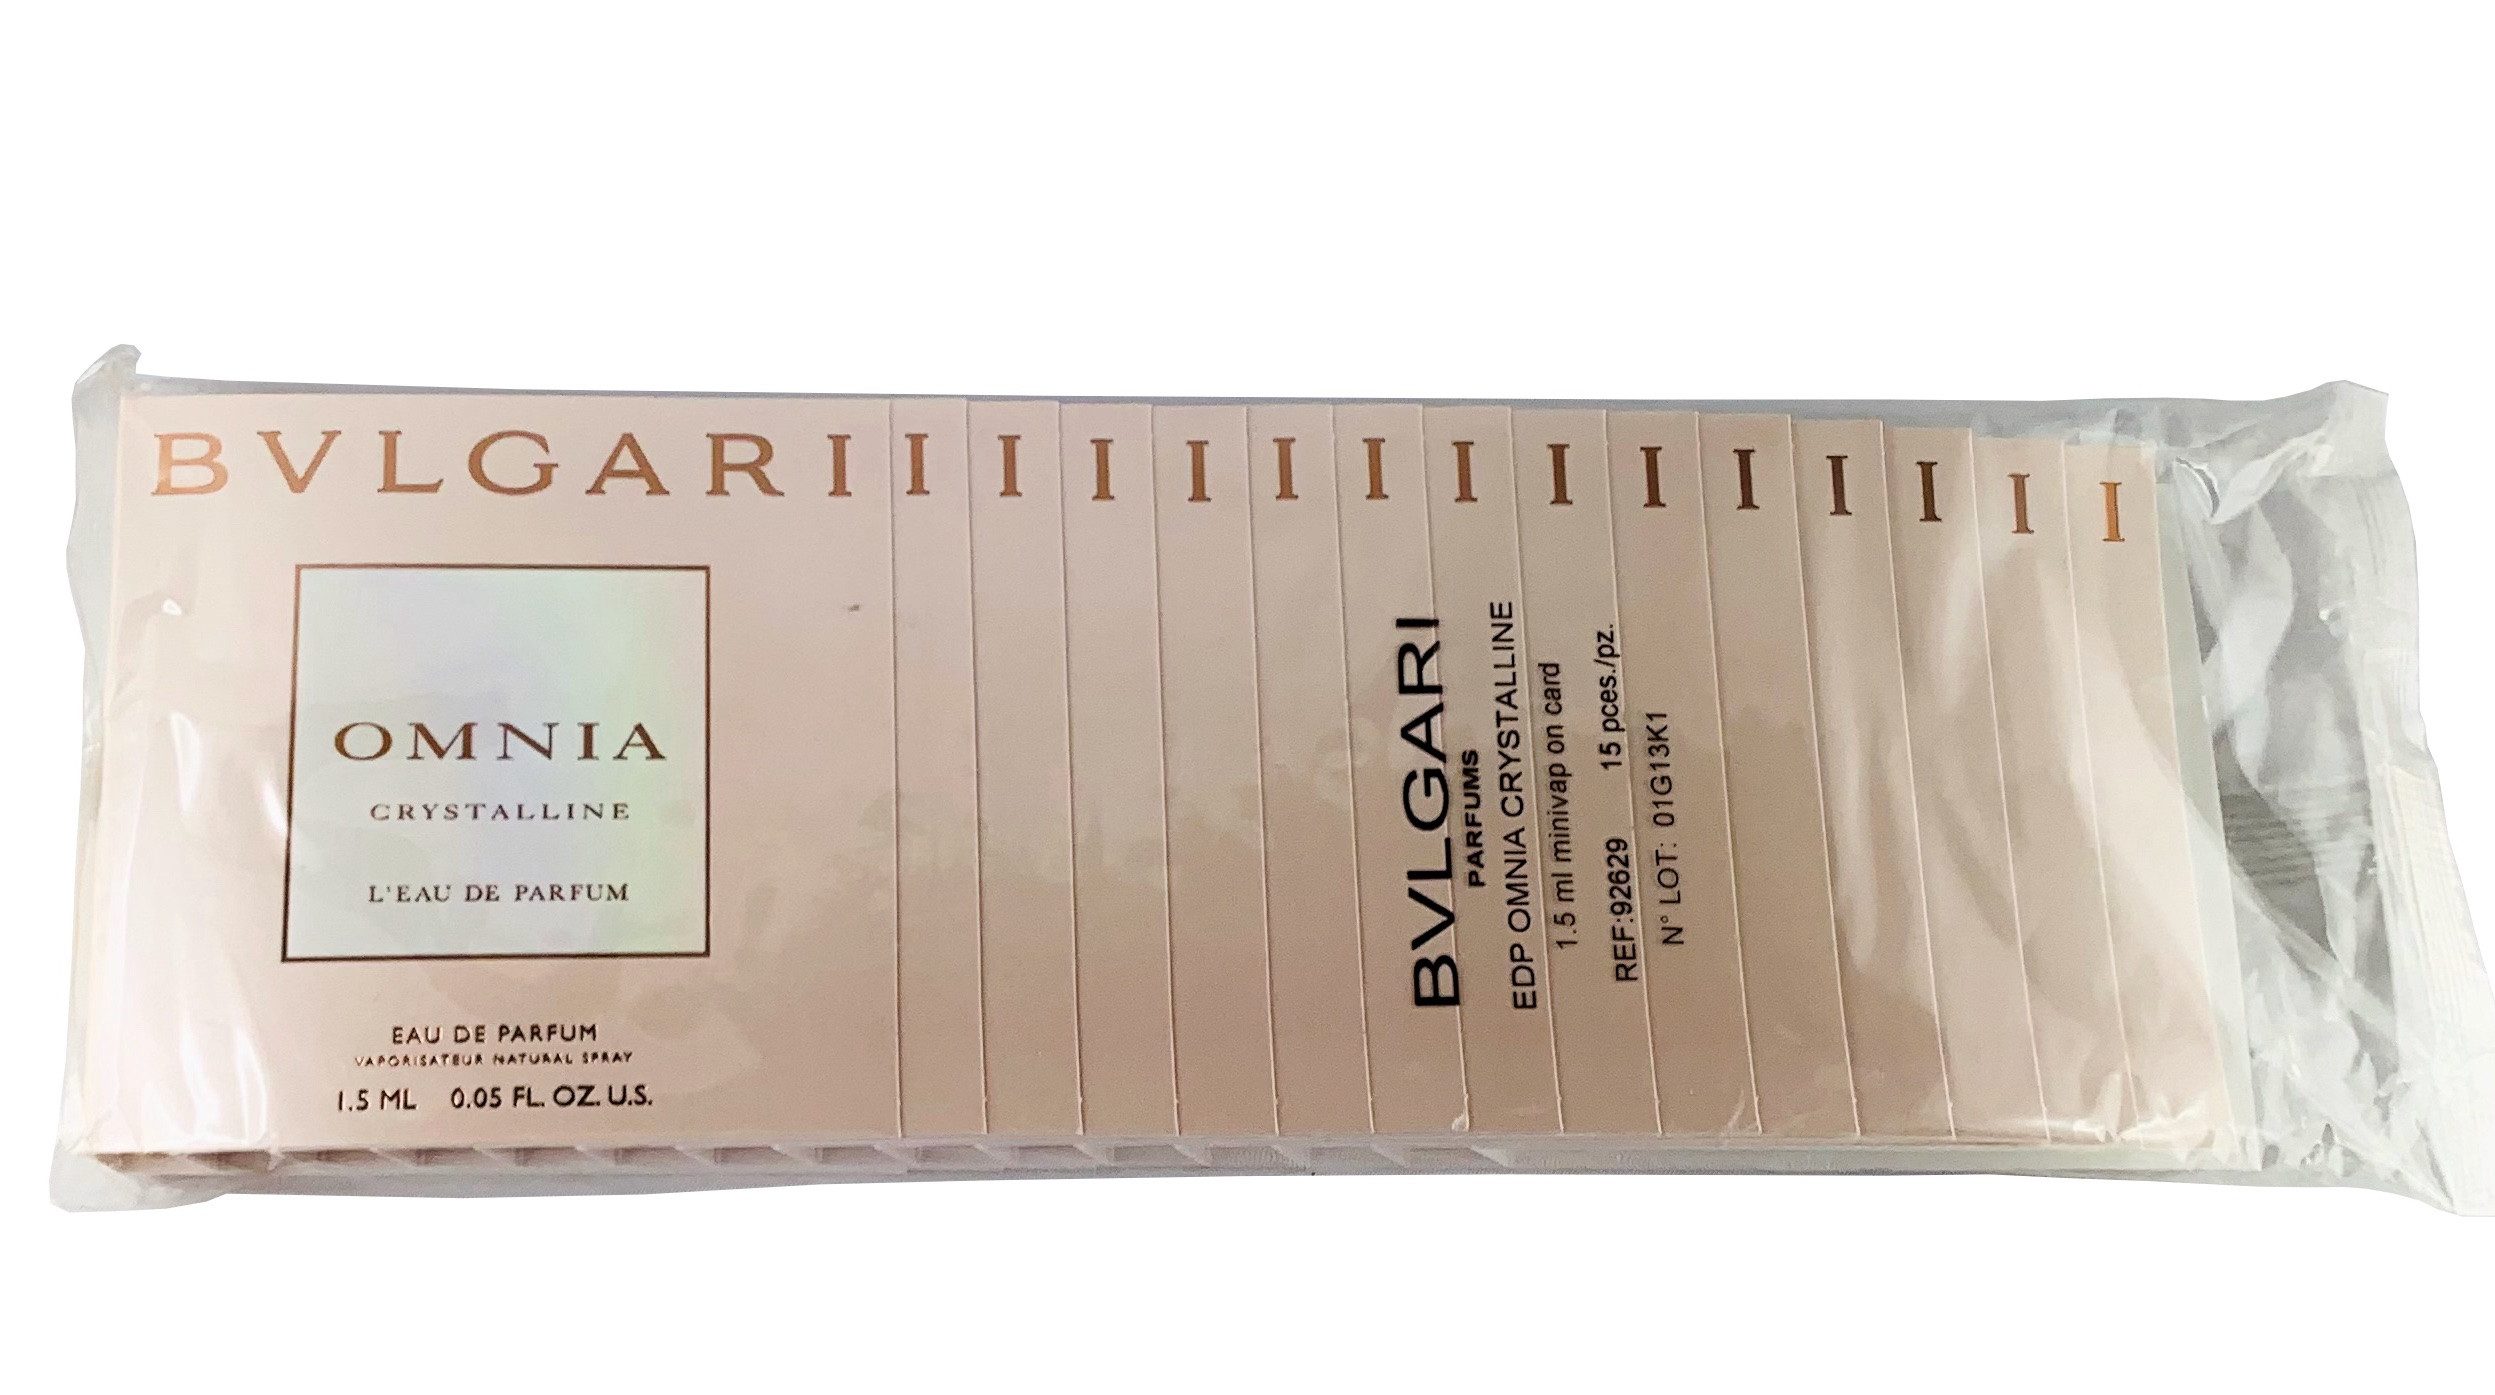 BVLGARI I I I I I I I I I I I I I I
OMNIA
CRYSTALLINE
L'EAU DE PARFUM
EAU DE PARFUM
VAPORISATEUR NATURAL SPRAY
1.5 ML 0.05 FL. OZ. U.S.
BVLGARI
PARFUMS
EDP OMNIA CRYSTALLINE
1.5 ml minivap on card
REF:92629 15 pces./pz.
N° LOT: 01G13K1